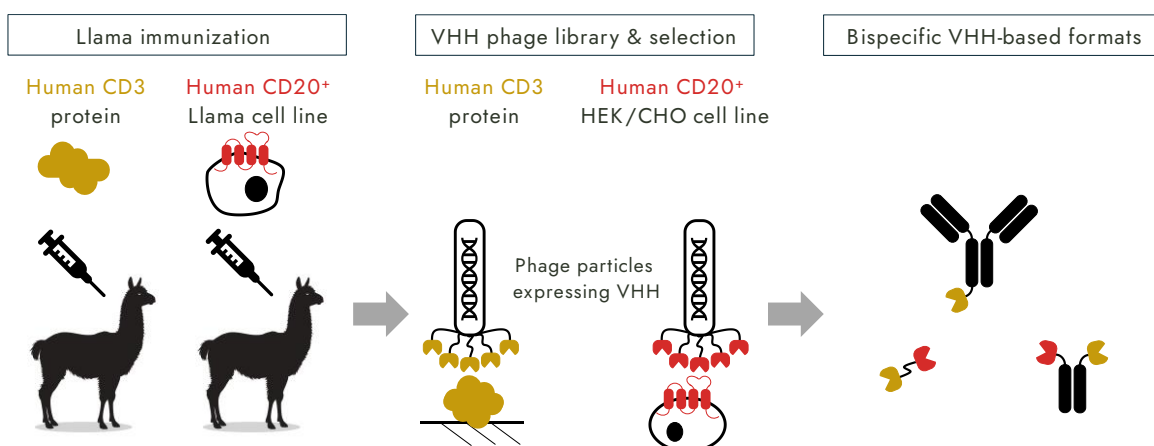 Llama immunization
VHH phage library & selection
Bispecific VHH-based formats
Human CD3
protein
Human CD20⁺
Llama cell line
Human CD3
protein
Human CD20⁺
HEK/CHO cell line
Phage particles
expressing VHH